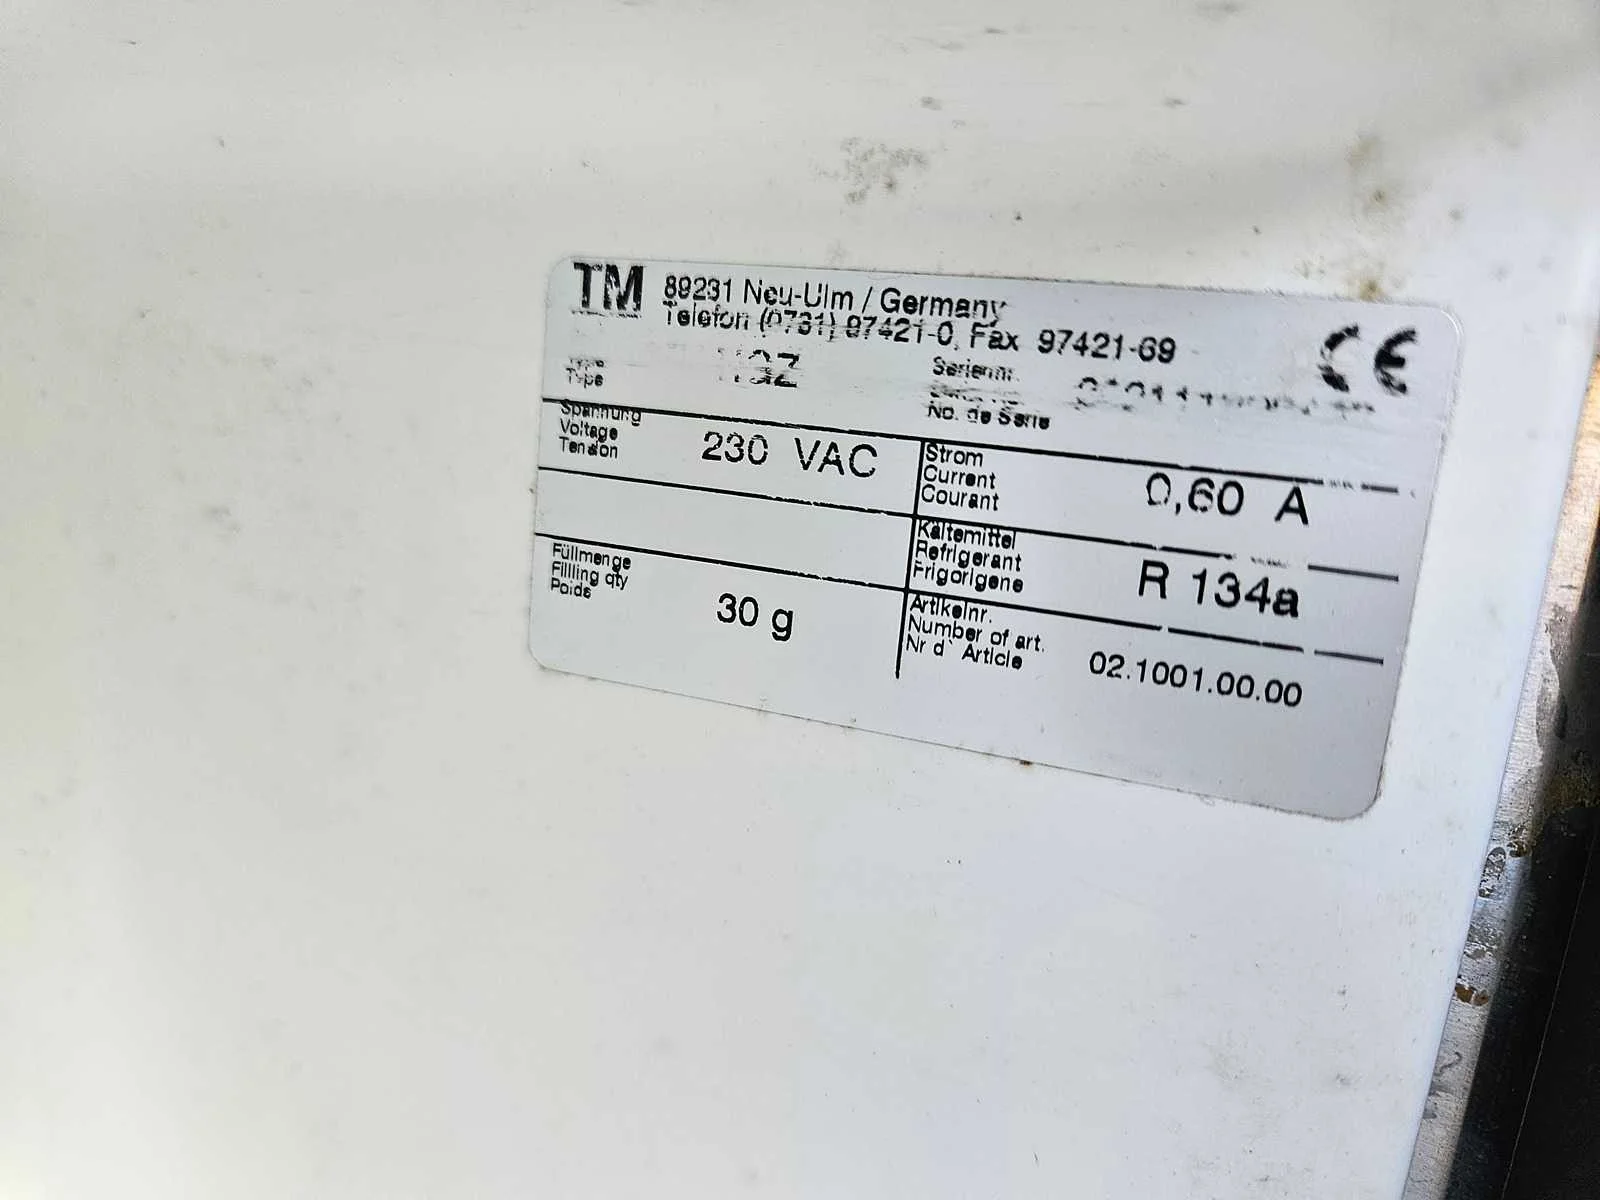 TM 89231 Neu-Ulm / Germany
Telefon (0731) 97421-0, Fax 97421-69
CE
Type
Type
Seriennr.
No. de Serie
Spannung
Voltage
Tension
230 VAC
Strom
Current
Courant
0,60 A
Kältemittel
Refrigerant
Frigorigene
R 134a
Füllmenge
Fillling qty
Poids
30 g
Artikelnr.
Number of art.
Nr d` Article
02.1001.00.00